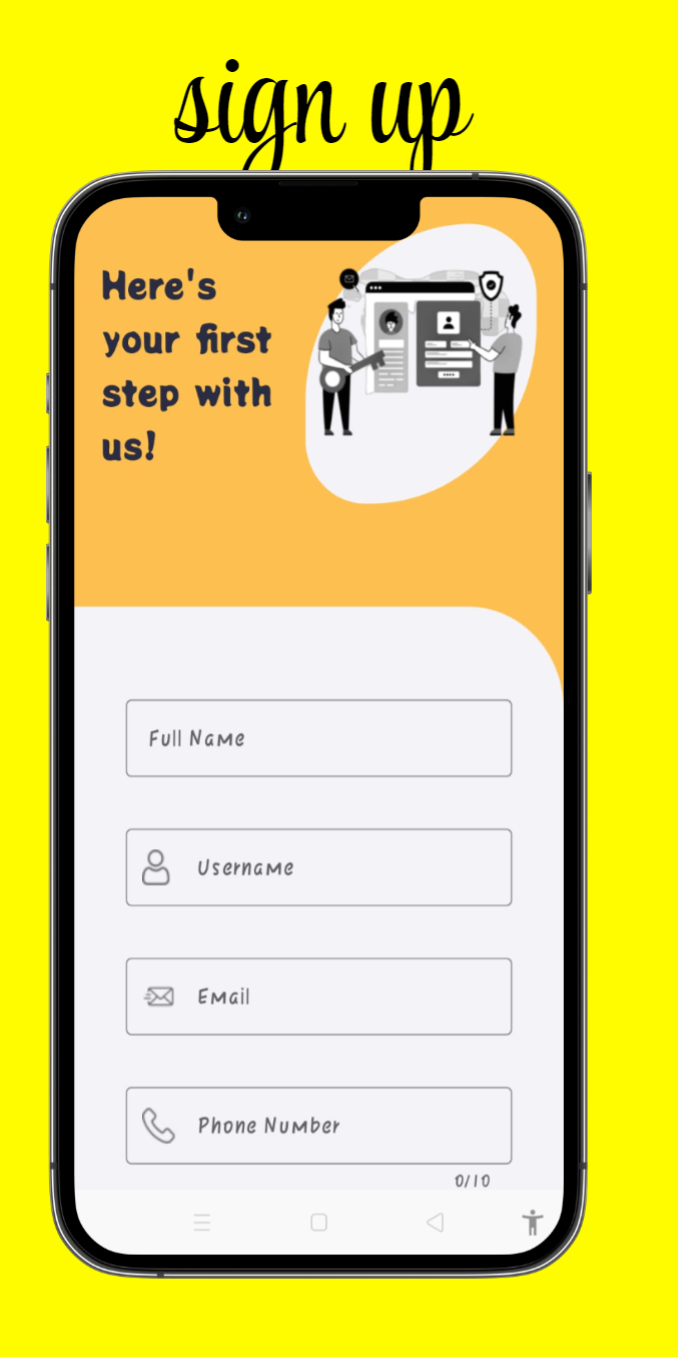 sign up
Here's
your first
step with
us!
Full Name
Username
Email
Phone Number
0/10